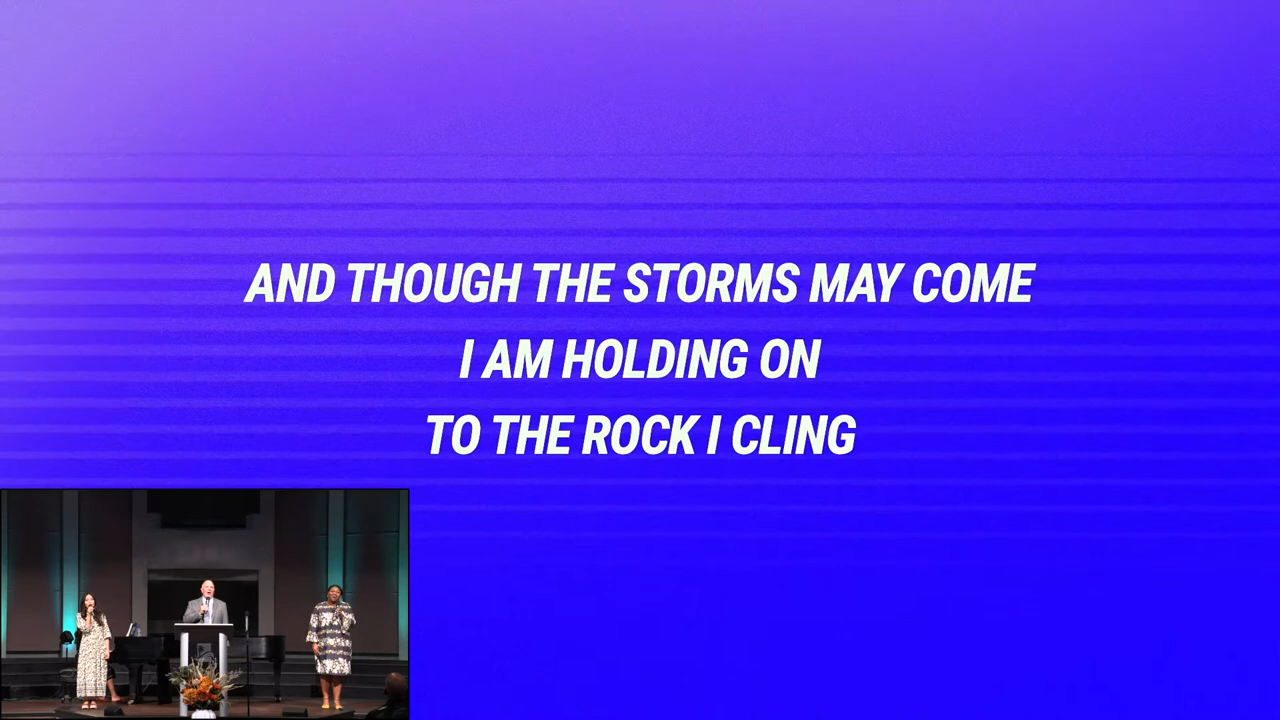 AND THOUGH THE STORMS MAY COME
I AM HOLDING ON
TO THE ROCK I CLING